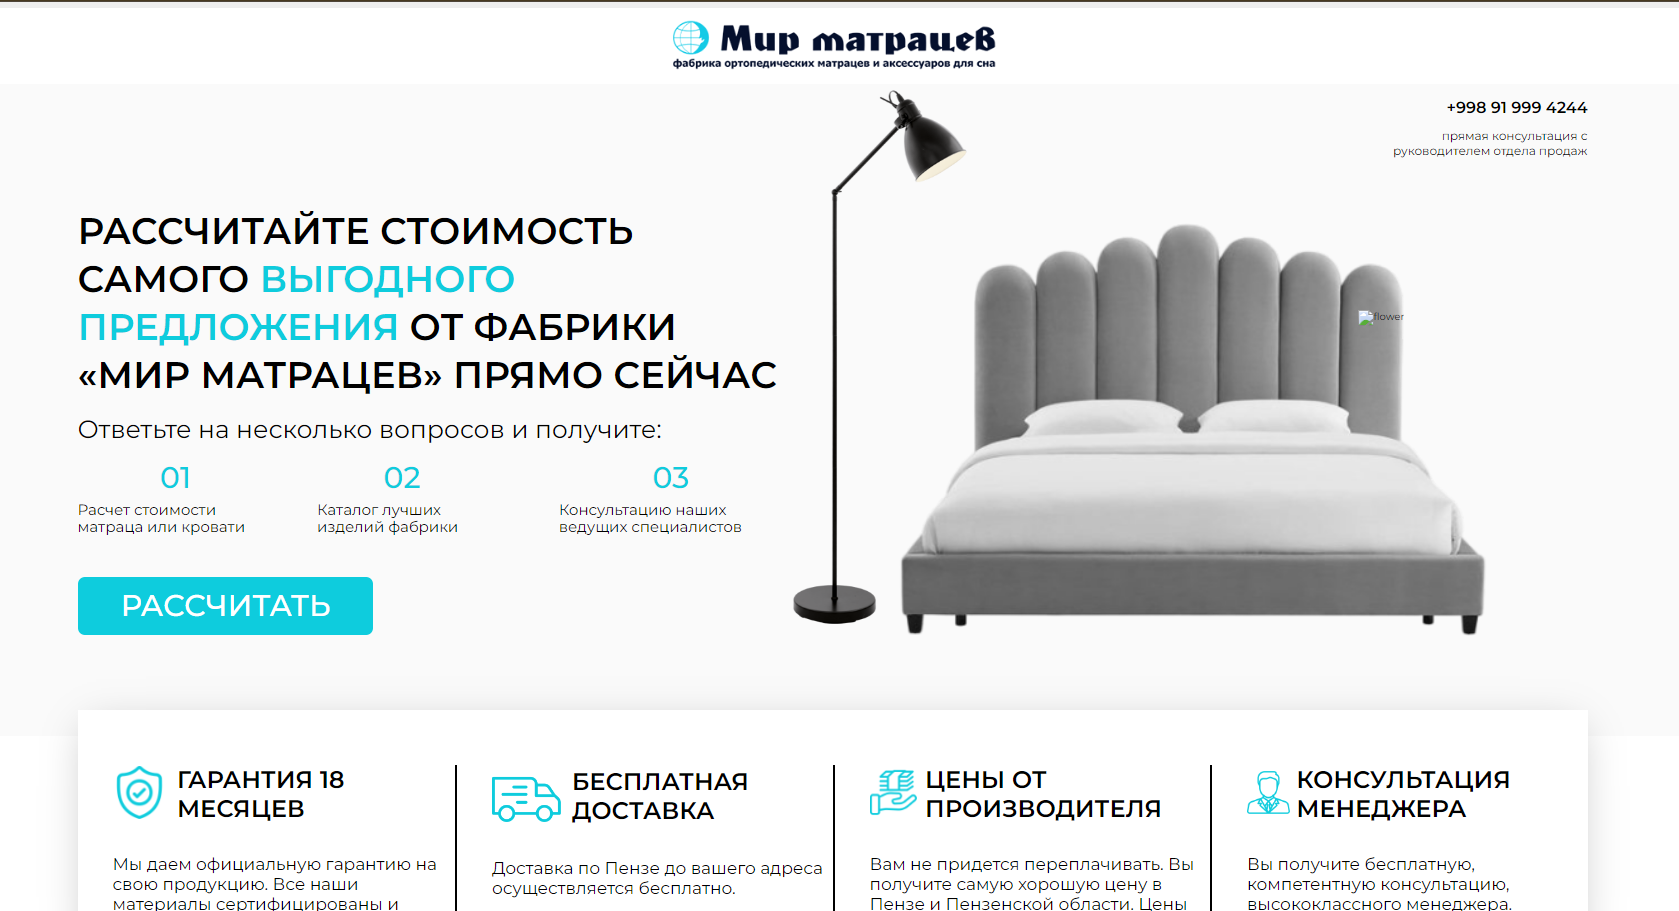 Мир матрацев
фабрика ортопедических матрацев и аксессуаров для сна
+998 91 999 4244
прямая консультация с
руководителем отдела продаж
РАССЧИТАЙТЕ СТОИМОСТЬ
САМОГО ВЫГОДНОГО
ПРЕДЛОЖЕНИЯ ОТ ФАБРИКИ
«МИР МАТРАЦЕВ» ПРЯМО СЕЙЧАС
flower
Ответьте на несколько вопросов и получите:
01
Расчет стоимости
матраца или кровати
02
Каталог лучших
изделий фабрики
03
Консультацию наших
ведущих специалистов
РАССЧИТАТЬ
ГАРАНТИЯ 18
МЕСЯЦЕВ
Мы даем официальную гарантию на
свою продукцию. Все наши
материалы сертифицированы и
БЕСПЛАТНАЯ
ДОСТАВКА
Доставка по Пензе до вашего адреса
осуществляется бесплатно.
ЦЕНЫ ОТ
ПРОИЗВОДИТЕЛЯ
Вам не придется переплачивать. Вы
получите самую хорошую цену в
Пензе и Пензенской области. Цены
КОНСУЛЬТАЦИЯ
МЕНЕДЖЕРА
Вы получите бесплатную,
компетентную консультацию,
высококлассного менеджера.